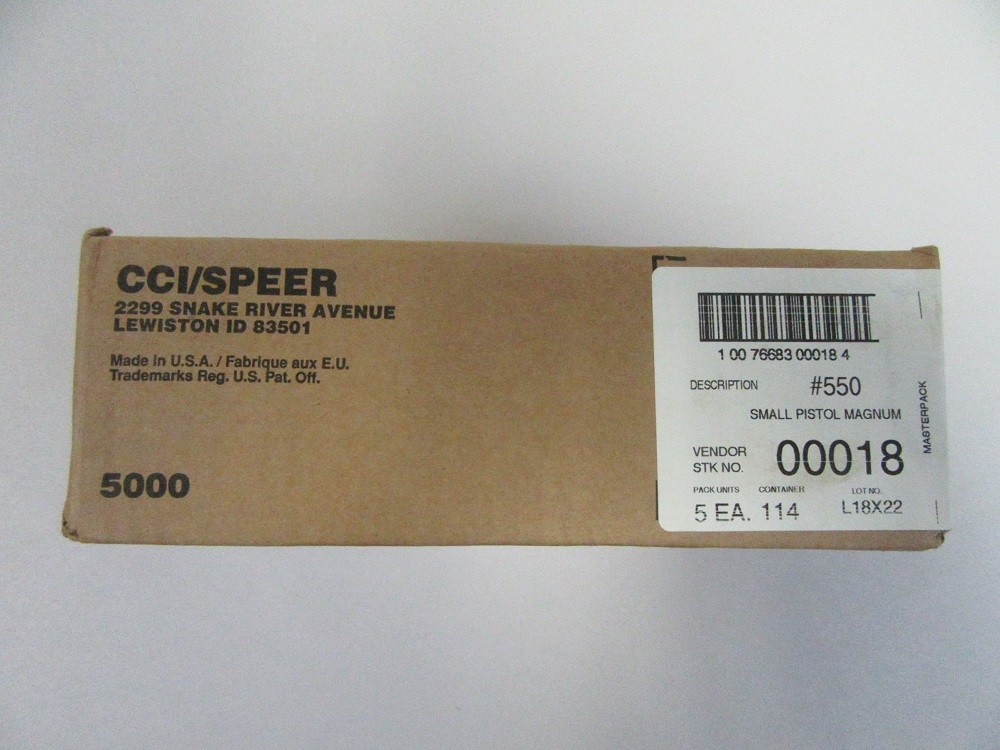 CCI/SPEER
2299 SNAKE RIVER AVENUE
LEWISTON ID 83501
Made in U.S.A. / Fabrique aux E.U.
Trademarks Reg. U.S. Pat. Off.
5000
1 00 76683 00018 4
DESCRIPTION #550
SMALL PISTOL MAGNUM
VENDOR
STK NO. 00018
PACK UNITS CONTAINER LOT NO.
5 EA. 114 L18X22
MASTERPACK